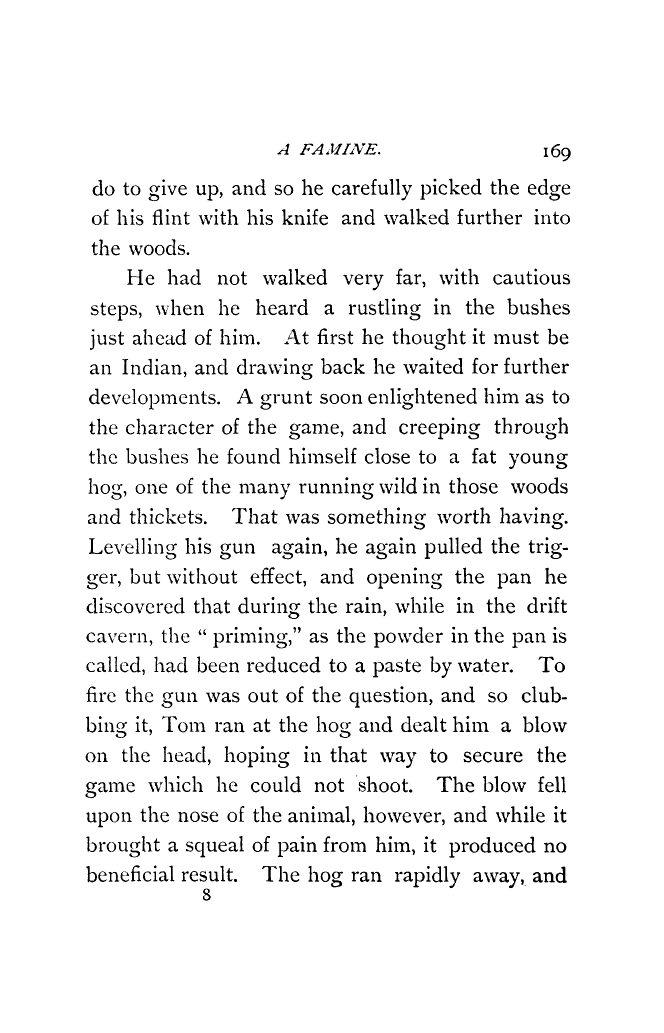 A FAMINE. 169
do to give up, and so he carefully picked the edge
of his flint with his knife and walked further into
the woods.
He had not walked very far, with cautious
steps, when he heard a rustling in the bushes
just ahead of him. At first he thought it must be
an Indian, and drawing back he waited for further
developments. A grunt soon enlightened him as to
the character of the game, and creeping through
the bushes he found himself close to a fat young
hog, one of the many running wild in those woods
and thickets. That was something worth having.
Levelling his gun again, he again pulled the trig-
ger, but without effect, and opening the pan he
discovered that during the rain, while in the drift
cavern, the “ priming,” as the powder in the pan is
called, had been reduced to a paste by water. To
fire the gun was out of the question, and so club-
bing it, Tom ran at the hog and dealt him a blow
on the head, hoping in that way to secure the
game which he could not shoot. The blow fell
upon the nose of the animal, however, and while it
brought a squeal of pain from him, it produced no
beneficial result. The hog ran rapidly away, and
8